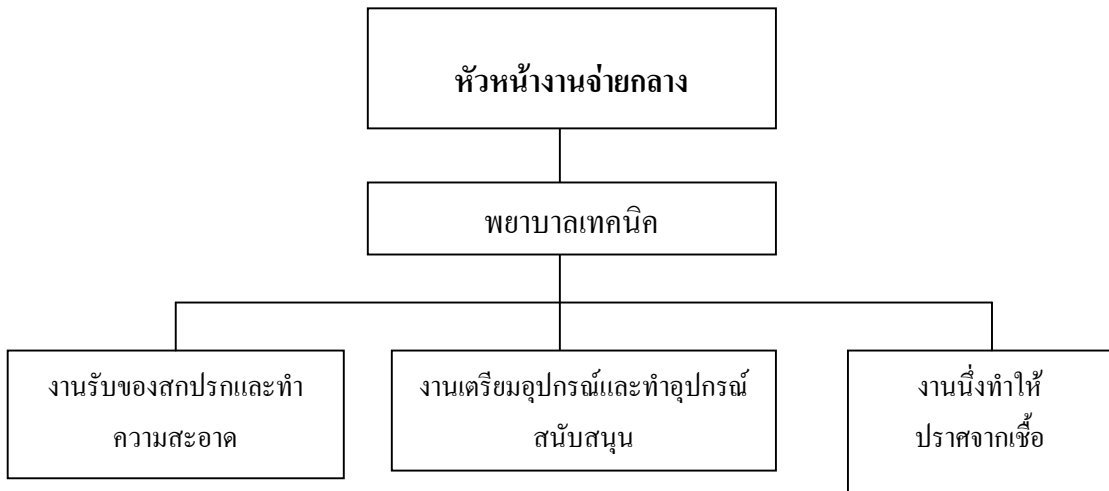 หัวหน้างานจ่ายกลาง
พยาบาลเทคนิค
งานรับของสกปรกและทำ
ความสะอาด
งานเตรียมอุปกรณ์และทำอุปกรณ์
สนับสนุน
งานนึ่งทำให้
ปราศจากเชื้อ